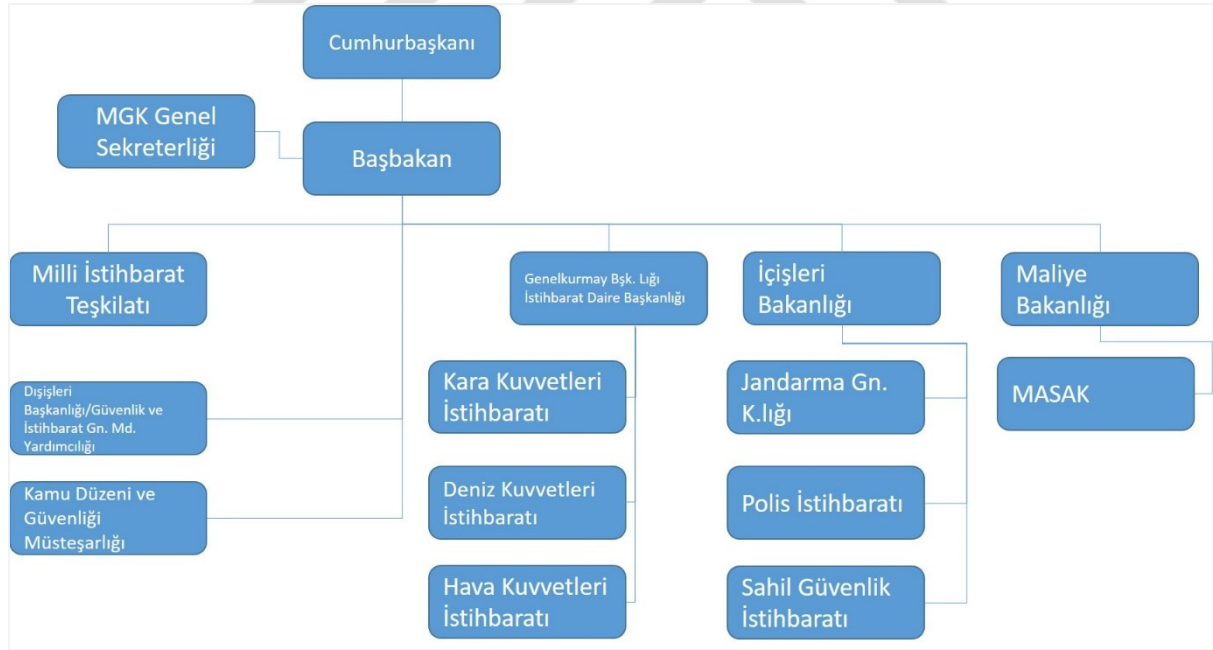 Cumhurbaşkanı
MGK Genel
Sekreterliği
Başbakan
Milli İstihbarat
Teşkilatı
Genelkurmay Bşk. Lığı
İstihbarat Daire Başkanlığı
İçişleri
Bakanlığı
Maliye
Bakanlığı
Dışişleri
Başkanlığı/Güvenlik ve
İstihbarat Gn. Md.
Yardımcılığı
Kara Kuvvetleri
İstihbaratı
Jandarma Gn.
K.lığı
MASAK
Kamu Düzeni ve
Güvenliği
Müsteşarlığı
Deniz Kuvvetleri
İstihbaratı
Polis İstihbaratı
Hava Kuvvetleri
İstihbaratı
Sahil Güvenlik
İstihbaratı